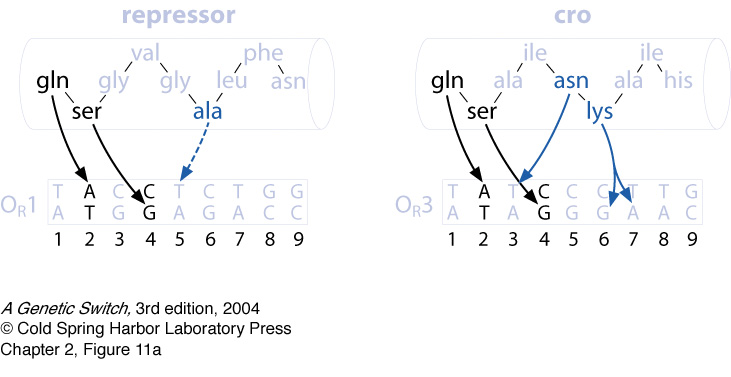 repressor
val phe
gln gly gly leu asn
ser ala
OR1
T A C C T C T G G
A T G G A G A C C
1 2 3 4 5 6 7 8 9
cro
ile ile
gln ala asn ala his
ser lys
OR3
T A T C C C T T G
A T A G G G A A C
1 2 3 4 5 6 7 8 9
A Genetic Switch, 3rd edition, 2004
© Cold Spring Harbor Laboratory Press
Chapter 2, Figure 11a